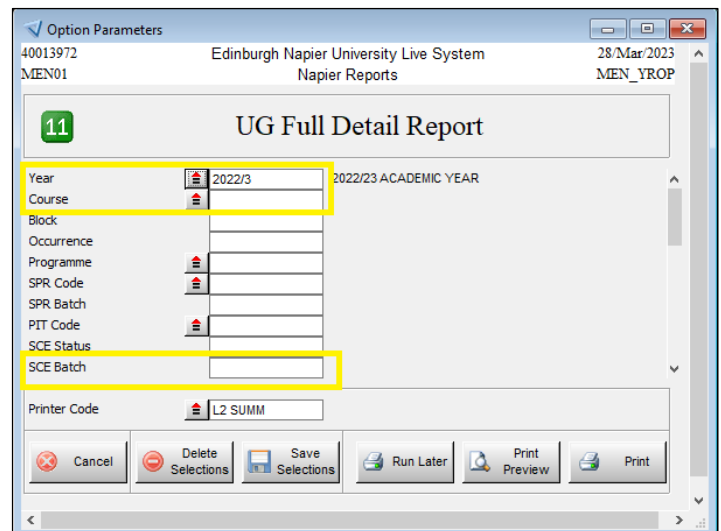 Option Parameters
40013972 Edinburgh Napier University Live System 28/Mar/2023
MEN01 Napier Reports MEN_YROP
11 UG Full Detail Report
Year 2022/3 2022/23 ACADEMIC YEAR
Course
Block
Occurrence
Programme
SPR Code
SPR Batch
PIT Code
SCE Status
SCE Batch
Printer Code L2 SUMM
Cancel Delete Selections Save Selections Run Later Print Preview Print